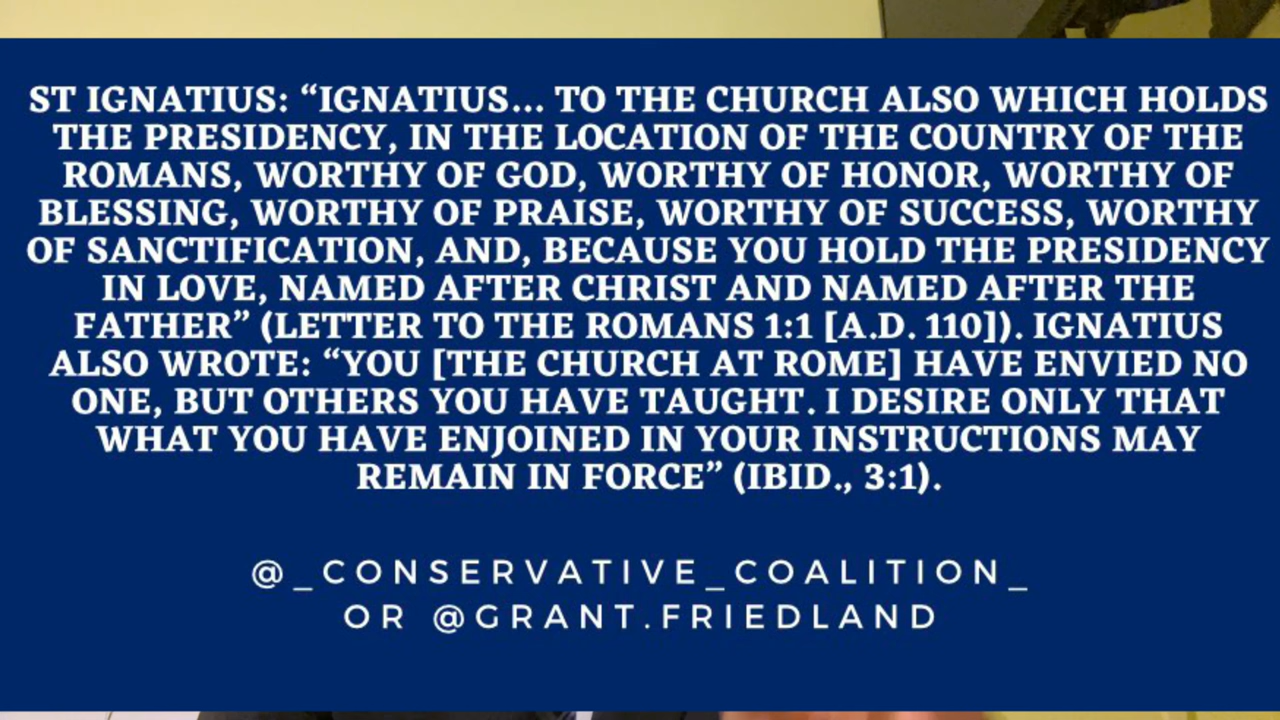 ST IGNATIUS: “IGNATIUS... TO THE CHURCH ALSO WHICH HOLDS
THE PRESIDENCY, IN THE LOCATION OF THE COUNTRY OF THE
ROMANS, WORTHY OF GOD, WORTHY OF HONOR, WORTHY OF
BLESSING, WORTHY OF PRAISE, WORTHY OF SUCCESS, WORTHY
OF SANCTIFICATION, AND, BECAUSE YOU HOLD THE PRESIDENCY
IN LOVE, NAMED AFTER CHRIST AND NAMED AFTER THE
FATHER” (LETTER TO THE ROMANS 1:1 [A.D. 110]). IGNATIUS
ALSO WROTE: “YOU [THE CHURCH AT ROME] HAVE ENVIED NO
ONE, BUT OTHERS YOU HAVE TAUGHT. I DESIRE ONLY THAT
WHAT YOU HAVE ENJOINED IN YOUR INSTRUCTIONS MAY
REMAIN IN FORCE” (IBID., 3:1).
@_CONSERVATIVE_COALITION_
OR @GRANT.FRIEDLAND